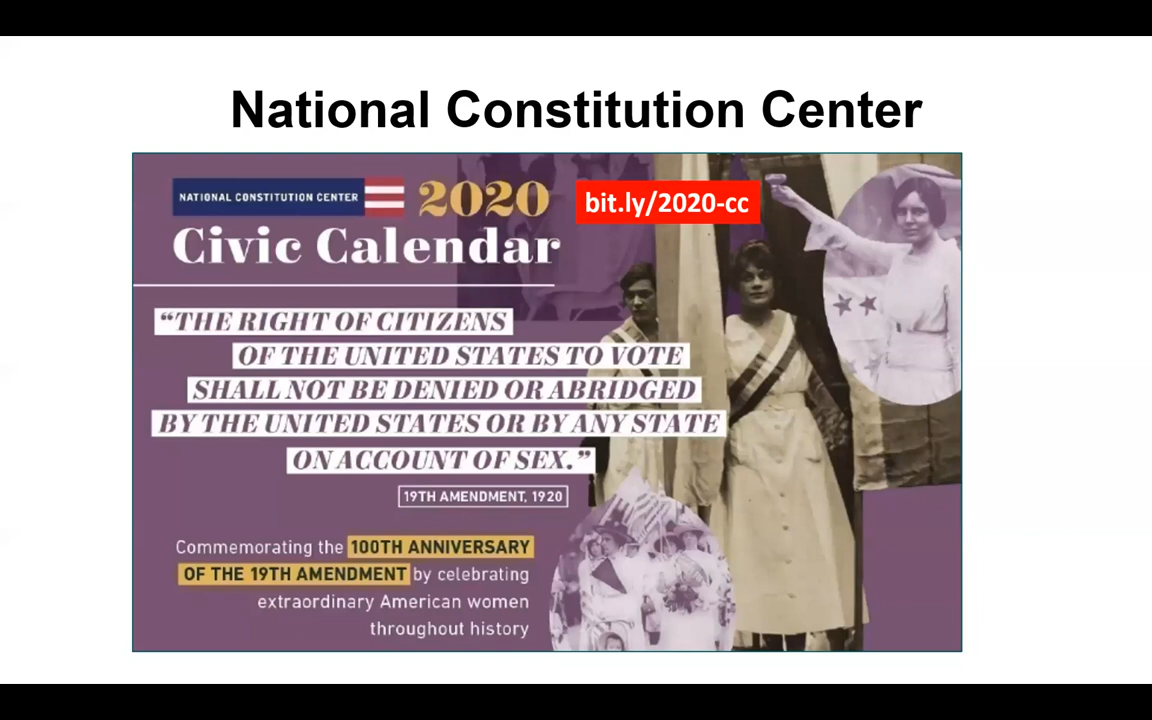 National Constitution Center
NATIONAL CONSTITUTION CENTER
2020
bit.ly/2020-cc
Civic Calendar
“THE RIGHT OF CITIZENS
OF THE UNITED STATES TO VOTE
SHALL NOT BE DENIED OR ABRIDGED
BY THE UNITED STATES OR BY ANY STATE
ON ACCOUNT OF SEX.”
19TH AMENDMENT, 1920
Commemorating the 100TH ANNIVERSARY
OF THE 19TH AMENDMENT by celebrating
extraordinary American women
throughout history